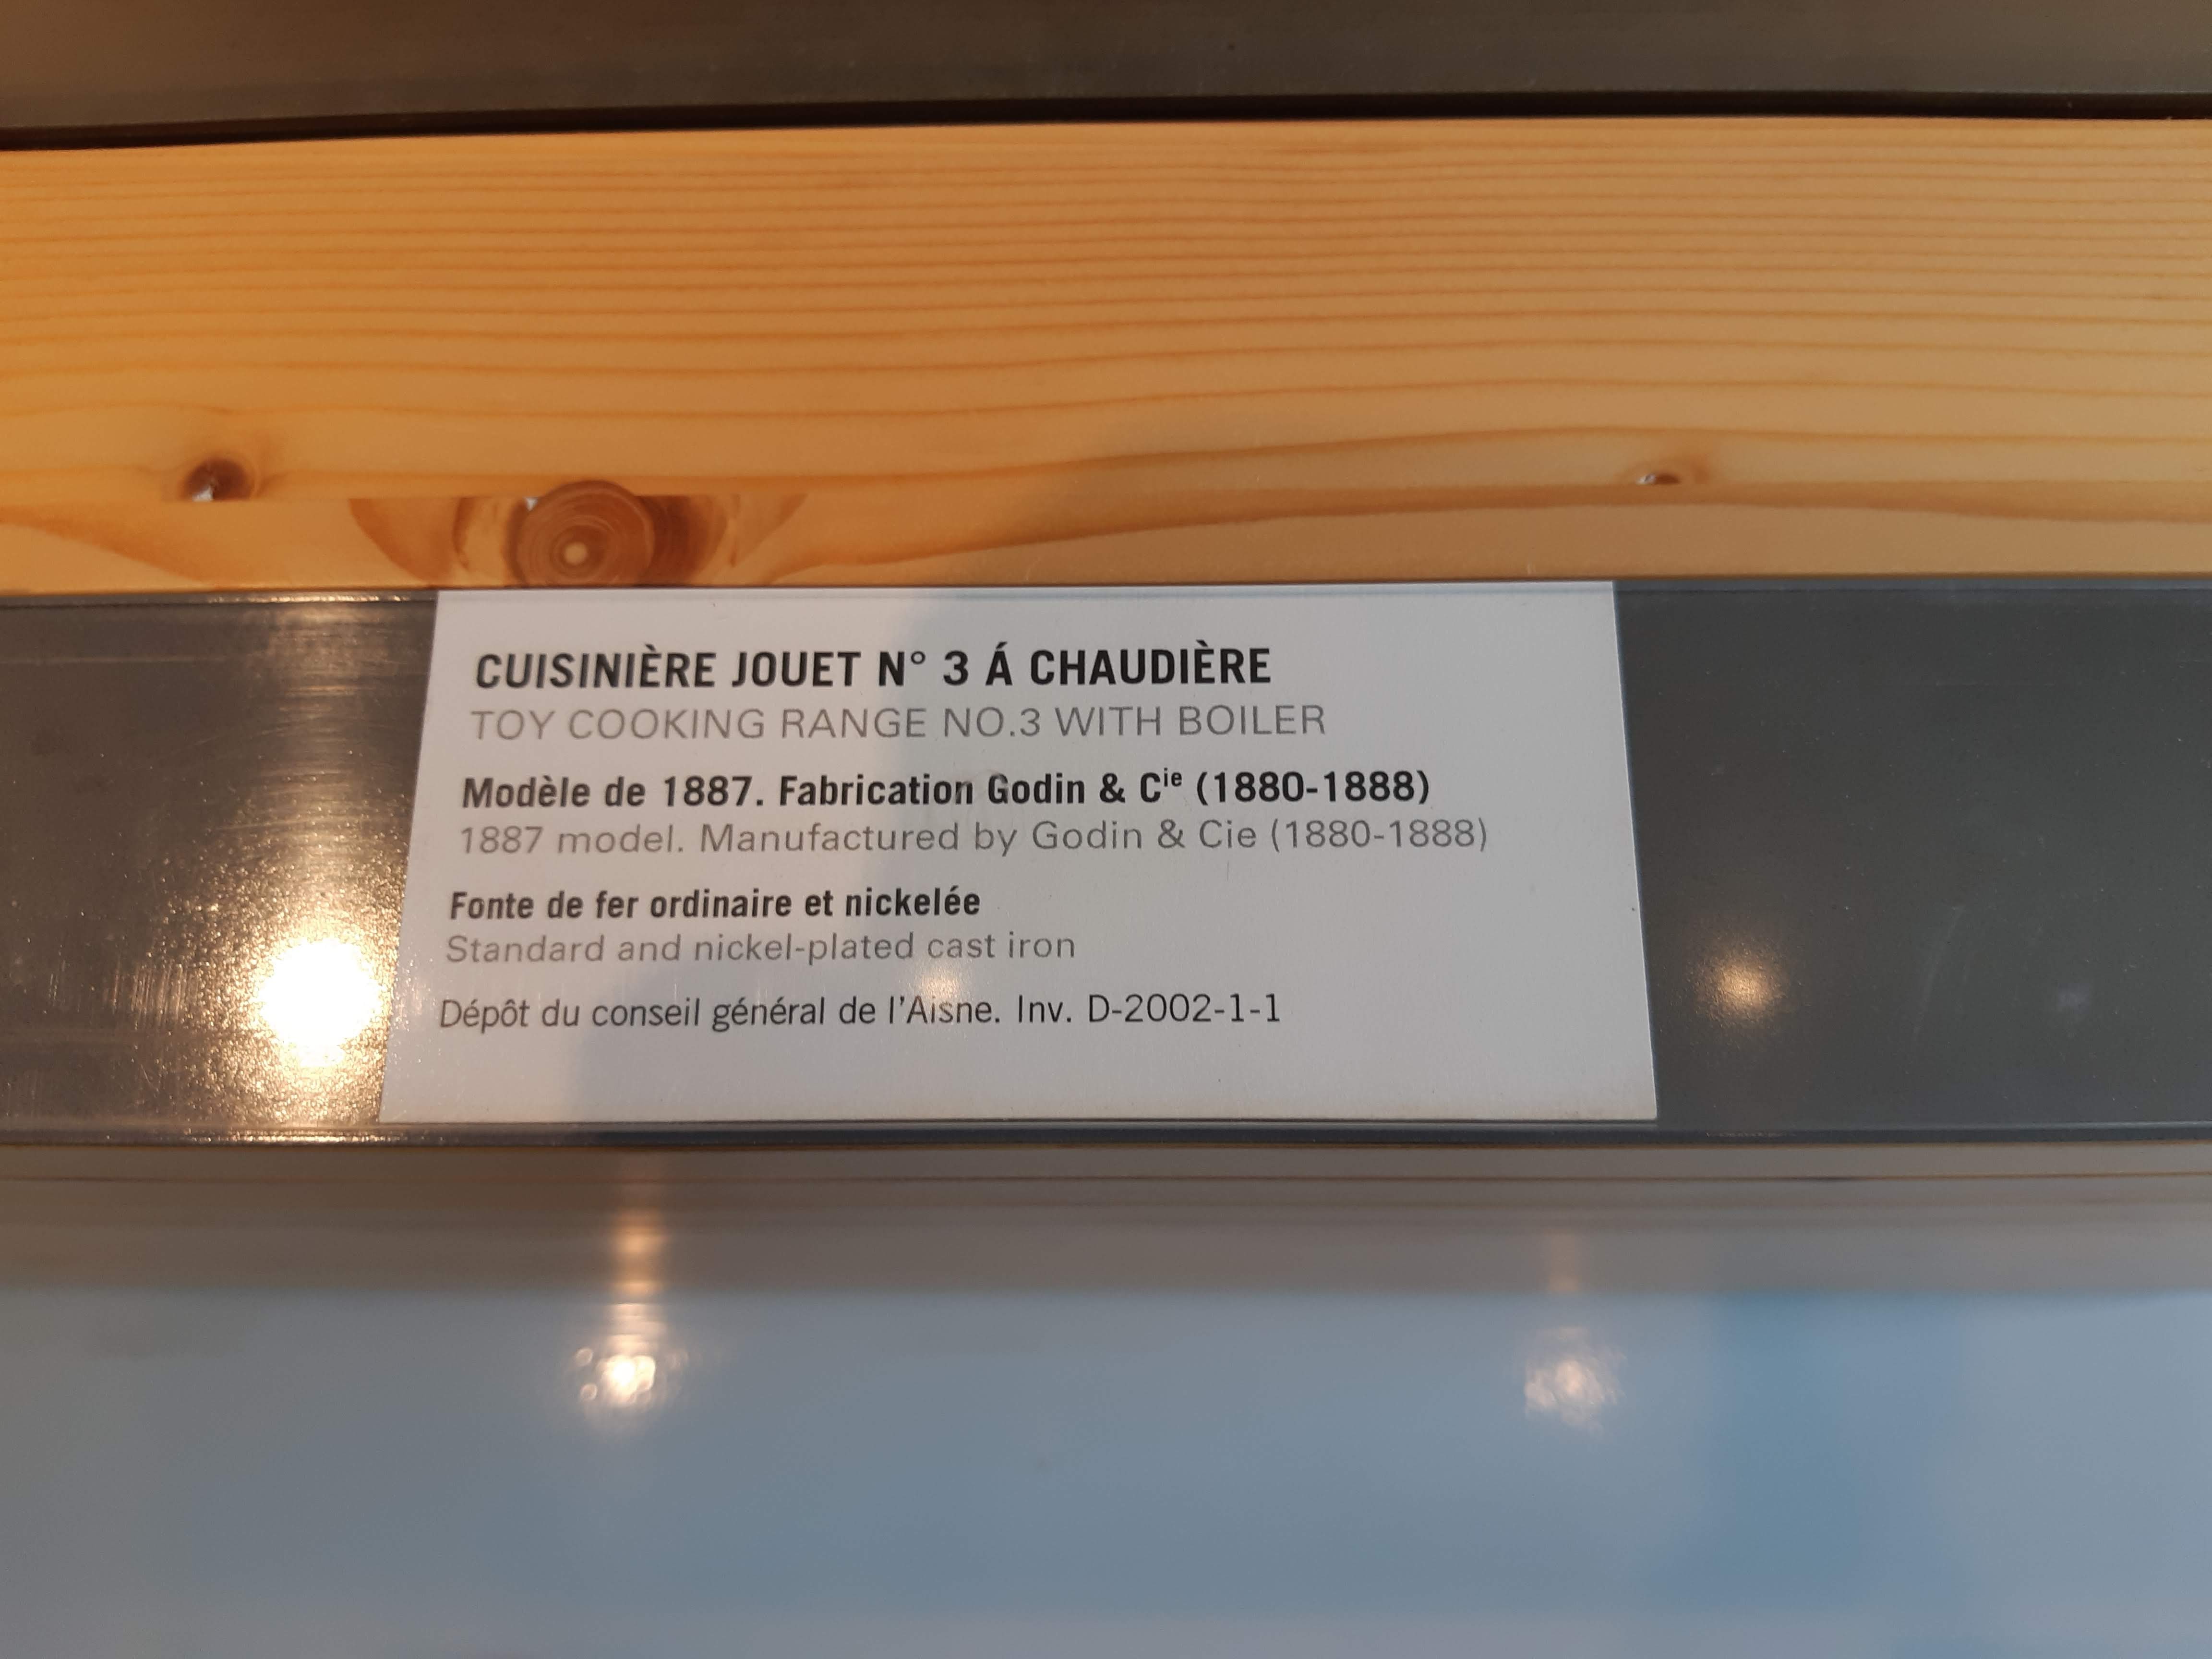 CUISINIÈRE JOUET N° 3 Á CHAUDIÈRE
TOY COOKING RANGE NO.3 WITH BOILER
Modèle de 1887. Fabrication Godin & Cie (1880-1888)
1887 model. Manufactured by Godin & Cie (1880-1888)
Fonte de fer ordinaire et nickelée
Standard and nickel-plated cast iron
Dépôt du conseil général de l'Aisne. Inv. D-2002-1-1